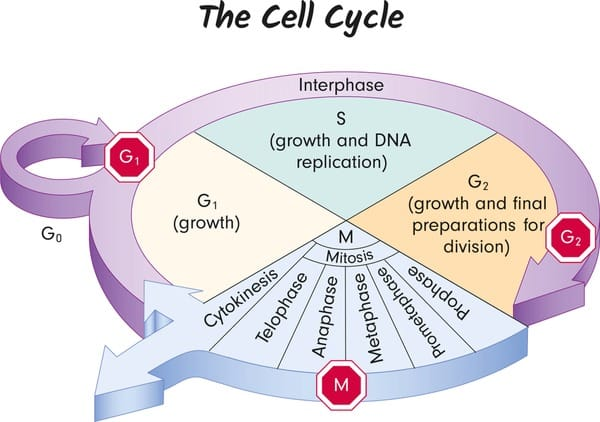 The Cell Cycle
Interphase
S
(growth and DNA
replication)
G1
G1
(growth)
G0
G2
(growth and final
preparations for
division)
G2
M
Mitosis
Cytokinesis
Telophase
Anaphase
Metaphase
Prometaphase
Prophase
M